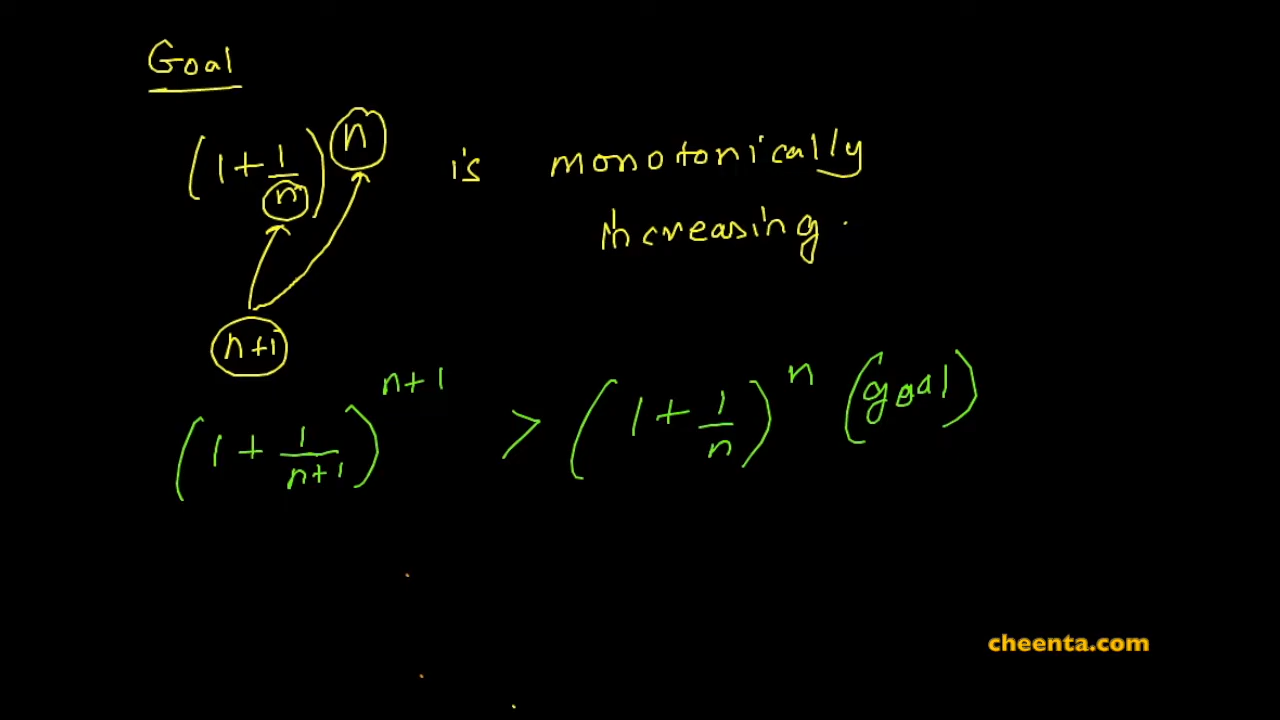 Goal
(1 + 1/n)^n is monotonically
increasing.
n+1
(1 + 1/(n+1))^(n+1) > (1 + 1/n)^n (goal)
cheenta.com